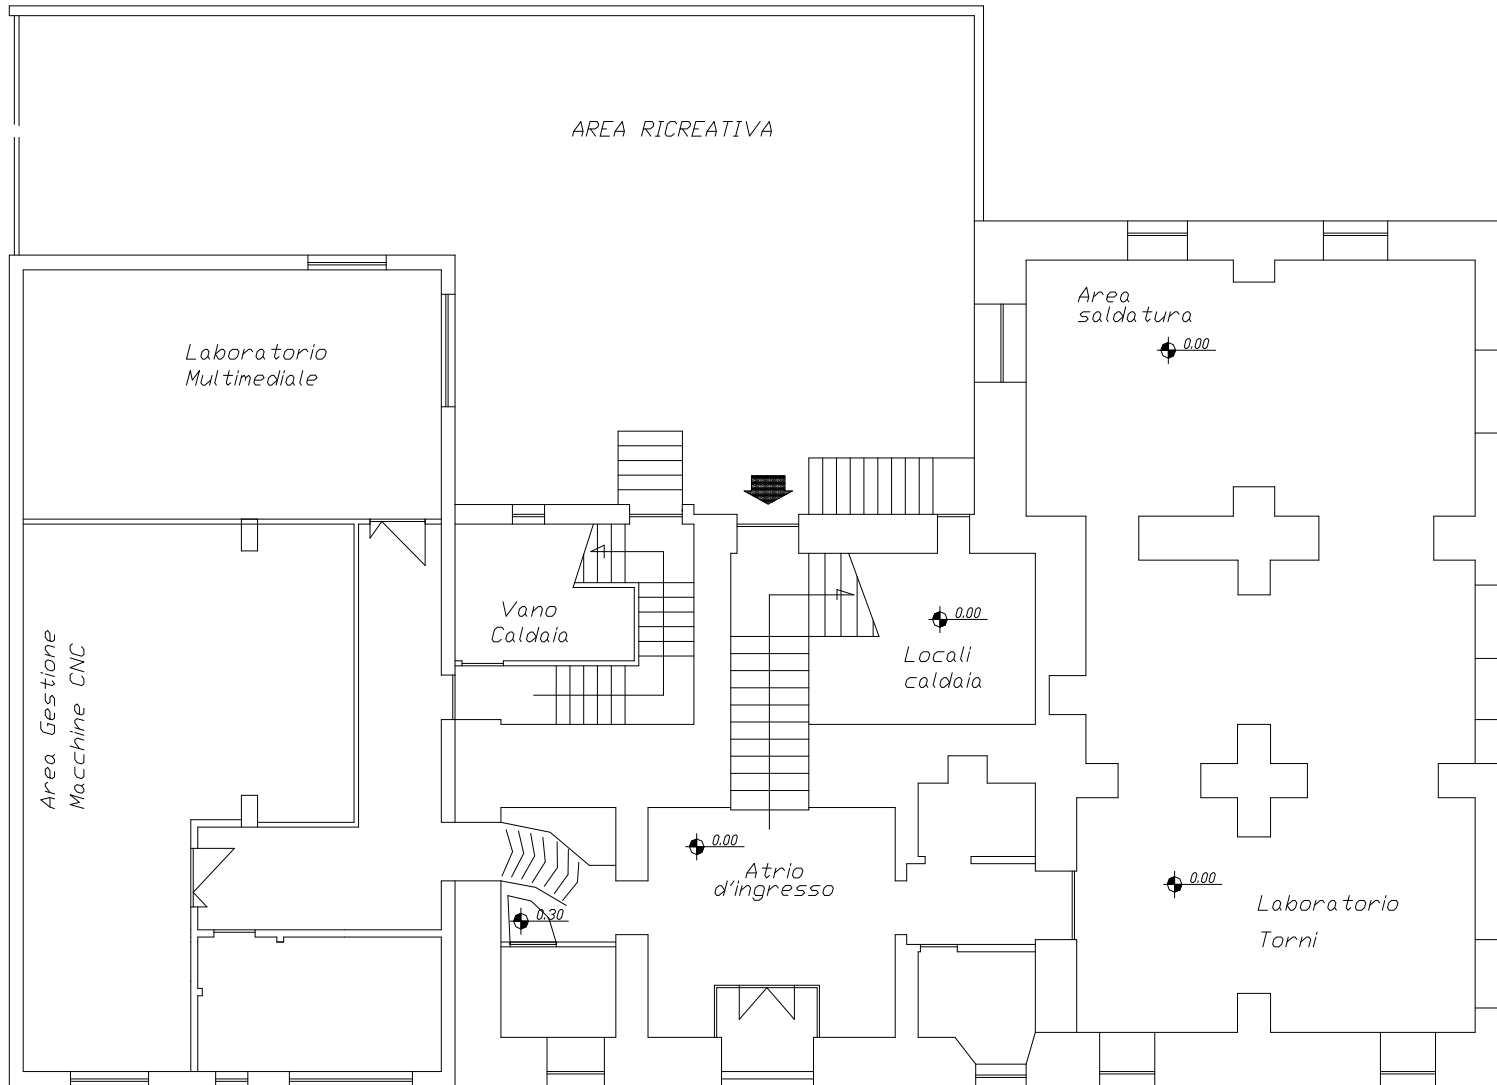 AREA RICREATIVA
Area
saldatura
0.00
Laboratorio
Multimediale
Vano
Caldaia
0.00
Locali
caldaia
Area Gestione
Macchine CNC
0.00
Atrio
d'ingresso
0.30
0.00
Laboratorio
Torni